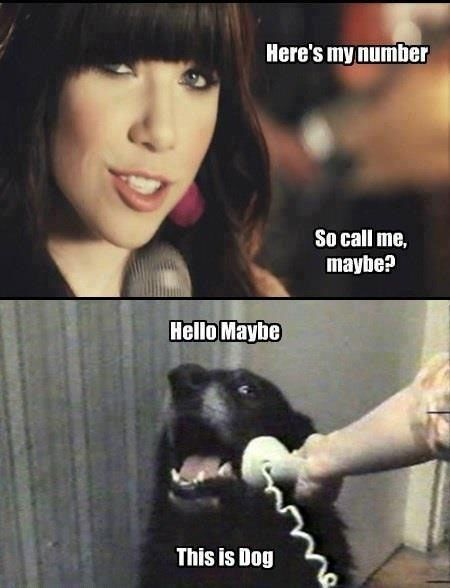 Here's my number
So call me,
maybe?
Hello Maybe
This is Dog